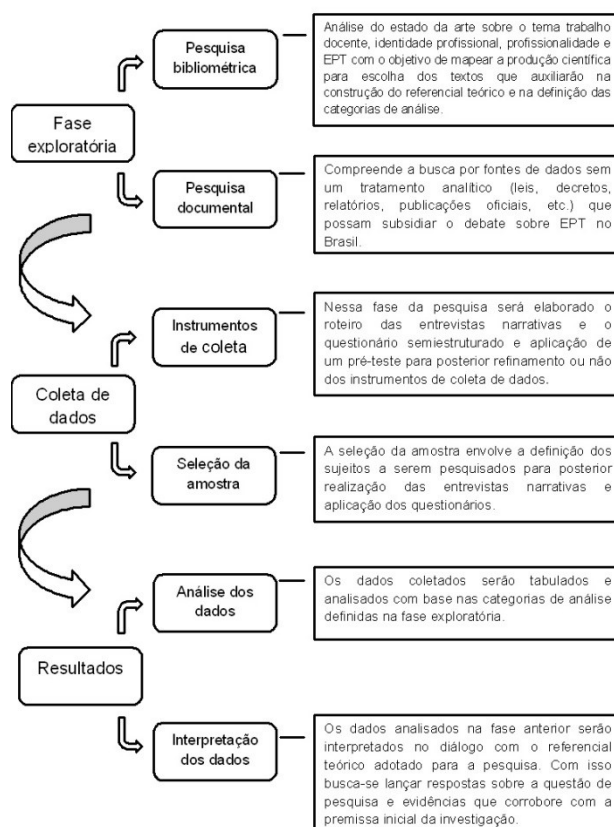 Fase
exploratória
Pesquisa
bibliométrica
Análise do estado da arte sobre o tema trabalho
docente, identidade profissional, profissionalidade e
EPT com o objetivo de mapear a produção científica
para escolha dos textos que auxiliarão na
construção do referencial teórico e na definição das
categorias de análise.
Pesquisa
documental
Compreende a busca por fontes de dados sem
um tratamento analítico (leis, decretos,
relatórios, publicações oficiais, etc.) que
possam subsidiar o debate sobre EPT no
Brasil.
Coleta de
dados
Instrumentos
de coleta
Nessa fase da pesquisa será elaborado o
roteiro das entrevistas narrativas e o
questionário semiestruturado e aplicação de
um pré-teste para posterior refinamento ou não
dos instrumentos de coleta de dados.
Seleção da
amostra
A seleção da amostra envolve a definição dos
sujeitos a serem pesquisados para posterior
realização das entrevistas narrativas e
aplicação dos questionários.
Resultados
Análise dos
dados
Os dados coletados serão tabulados e
analisados com base nas categorias de análise
definidas na fase exploratória.
Interpretação
dos dados
Os dados analisados na fase anterior serão
interpretados no diálogo com o referencial
teórico adotado para a pesquisa. Com isso
busca-se lançar respostas sobre a questão de
pesquisa e evidências que corrobore com a
premissa inicial da investigação.